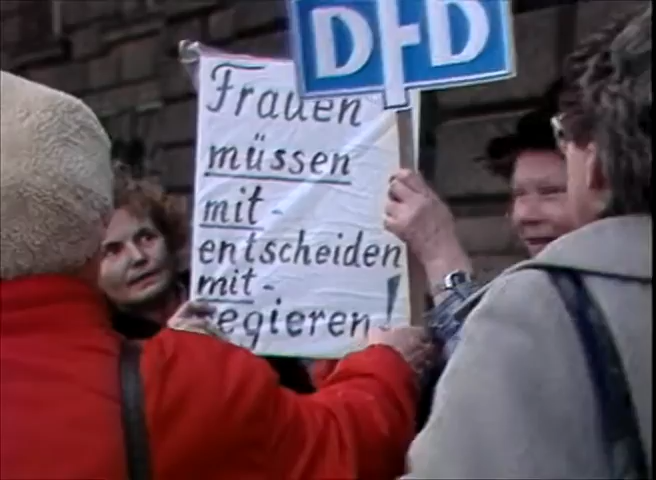 DFD
Frauen
müssen
mit-
entscheiden
mit-
regieren!